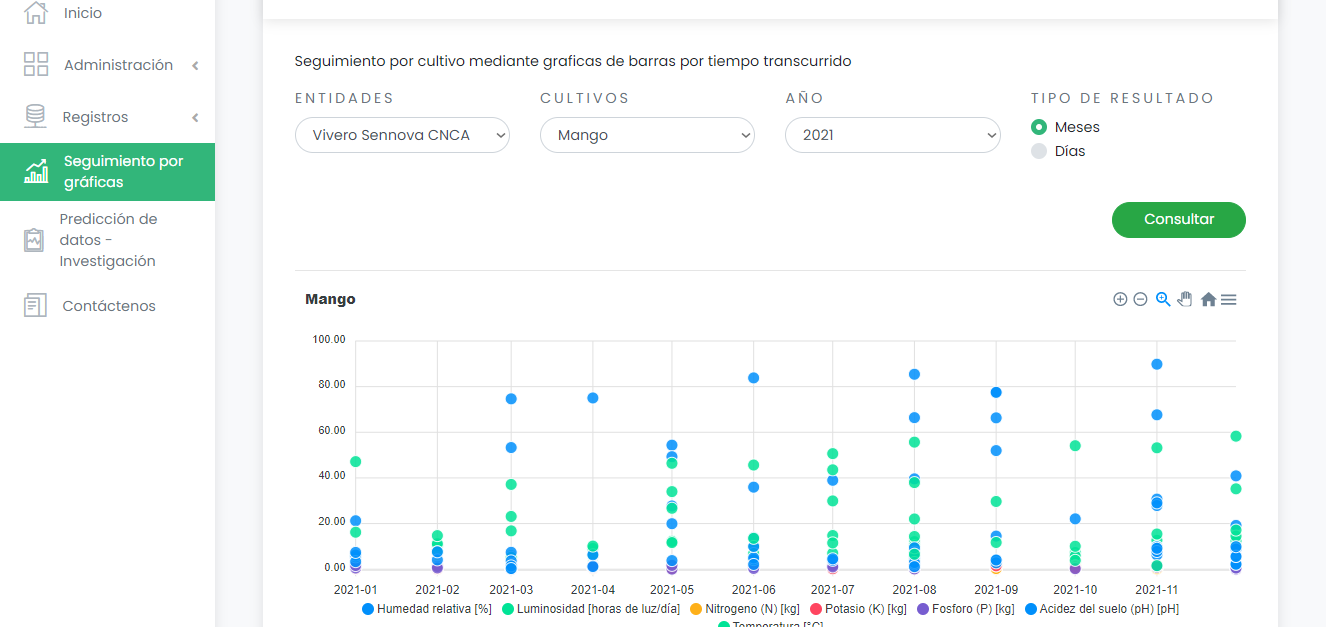 Inicio
Administración
Registros
Seguimiento por
gráficas
Predicción de
datos -
Investigación
Contáctenos
Seguimiento por cultivo mediante graficas de barras por tiempo transcurrido
ENTIDADES
CULTIVOS
AÑO
TIPO DE RESULTADO
Vivero Sennova CNCA
Mango
2021
Meses
Días
Consultar
Mango
100.00
80.00
60.00
40.00
20.00
0.00
2021-01 2021-02 2021-03 2021-04 2021-05 2021-06 2021-07 2021-08 2021-09 2021-10 2021-11
Humedad relativa [%] Luminosidad [horas de luz/día] Nitrogeno (N) [kg] Potasio (K) [kg] Fosforo (P) [kg] Acidez del suelo (pH) [pH]
Temperatura [°C]